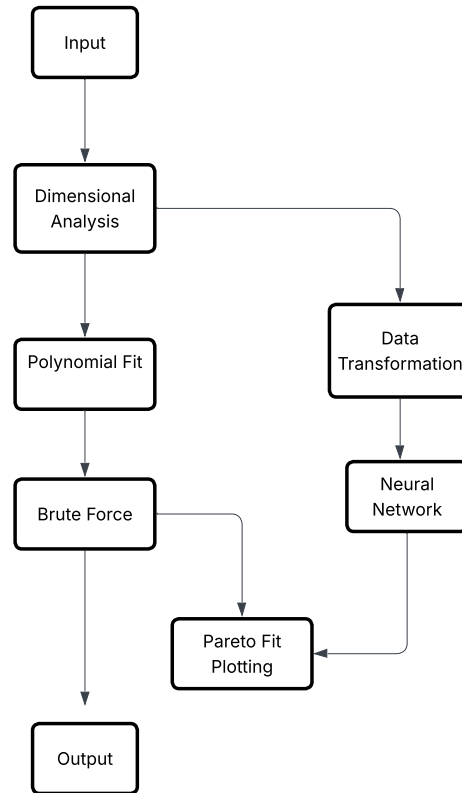 Input
Dimensional
Analysis
Data
Transformation
Polynomial Fit
Neural
Network
Brute Force
Pareto Fit
Plotting
Output